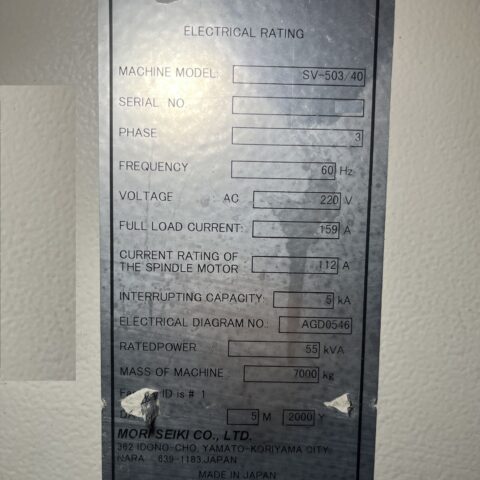 ELECTRICAL RATING
MACHINE MODEL: SV-503/40
SERIAL NO.
PHASE 3
FREQUENCY 60 Hz
VOLTAGE AC 220 V
FULL LOAD CURRENT: 159 A
CURRENT RATING OF
THE SPINDLE MOTOR 112 A
INTERRUPTING CAPACITY: 5 kA
ELECTRICAL DIAGRAM NO.: AGD0546
RATEDPOWER 55 kVA
MASS OF MACHINE 7000 kg
ID is # 1
5 M 2000 Y
MORI SEIKI CO., LTD.
362 IDONO-CHO, YAMATO-KORIYAMA CITY
NARA 639-1183 JAPAN
MADE IN JAPAN